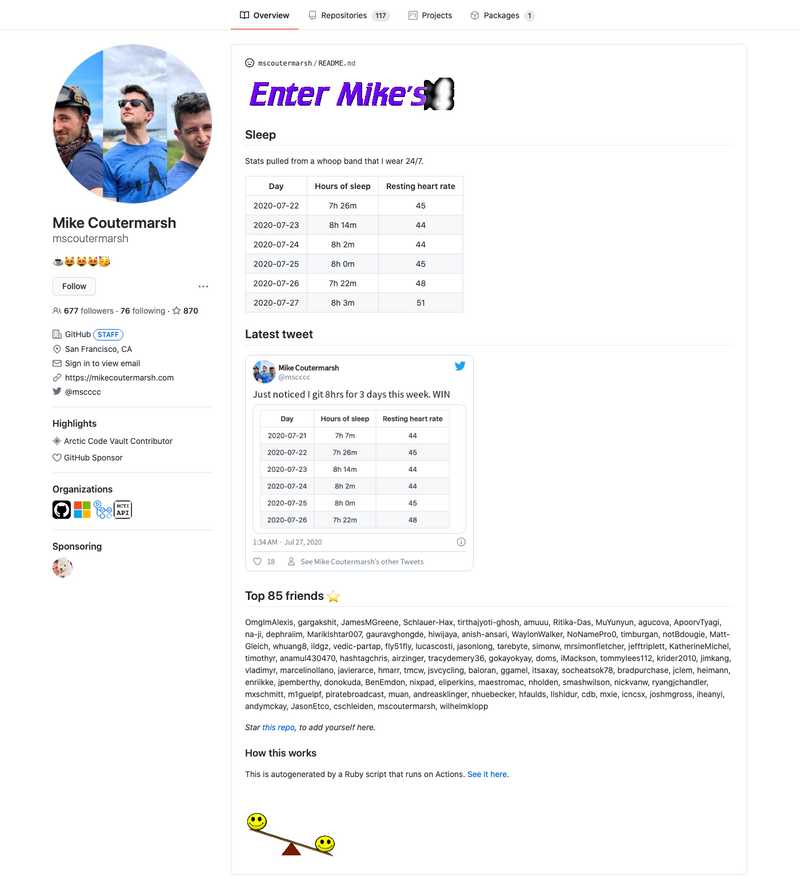 Overview Repositories 117 Projects Packages 1
Mike Coutermarsh
mscoutermarsh
Follow
677 followers · 76 following · 870
GitHub STAFF
San Francisco, CA
Sign in to view email
https://mikecoutermarsh.com
@mscccc
Highlights
Arctic Code Vault Contributor
GitHub Sponsor
Organizations
ACTI
API
Sponsoring
mscoutermarsh/README.md
Enter Mike's
Sleep
Stats pulled from a whoop band that I wear 24/7.
Day Hours of sleep Resting heart rate
2020-07-22 7h 26m 45
2020-07-23 8h 14m 44
2020-07-24 8h 2m 44
2020-07-25 8h 0m 45
2020-07-26 7h 22m 48
2020-07-27 8h 3m 51
Latest tweet
Mike Coutermarsh
@mscccc
Just noticed I git 8hrs for 3 days this week. WIN
Day Hours of sleep Resting heart rate
2020-07-21 7h 7m 44
2020-07-22 7h 26m 45
2020-07-23 8h 14m 44
2020-07-24 8h 2m 44
2020-07-25 8h 0m 45
2020-07-26 7h 22m 48
1:34 AM · Jul 27, 2020
18 See Mike Coutermarsh's other Tweets
Top 85 friends
OmglmAlexis, gargakshit, JamesMGreene, Schlauer-Hax, tirthajyoti-ghosh, amuuu, Ritika-Das, MuYunyun, agucova, ApoorvTyagi,
na-ji, dephraiim, MarikIshtar007, gauravghongde, hiwijaya, anish-ansari, WaylonWalker, NoNamePro0, timburgan, notBdougie, Matt-
Gleich, whuang8, ildgz, vedic-partap, fly51fly, lucascosti, jasonlong, tarebyte, simonw, mrsimonfletcher, jefftriplett, KatherineMichel,
timothyr, anamul430470, hashtagchris, airzinger, tracydemery36, gokayokyay, doms, iMackson, tommylees112, krider2010, jimkang,
vladimyr, marcelinollano, javierarce, hmarr, tmcw, jsvcycling, baloran, ggamel, itsaxay, socheatsok78, bradpurchase, jclem, heimann,
enriikke, jpemberthy, donokuda, BenEmdon, nixpad, eliperkins, maestromac, nholden, smashwilson, nickvanw, ryangjchandler,
mxschmitt, m1guelpf, piratebroadcast, muan, andreasklinger, nhuebecker, hfaulds, lishidur, cdb, mxie, icncsx, joshmgross, iheanyi,
andymckay, JasonEtco, cschleiden, mscoutermarsh, wilhelmklopp
Star this repo, to add yourself here.
How this works
This is autogenerated by a Ruby script that runs on Actions. See it here.